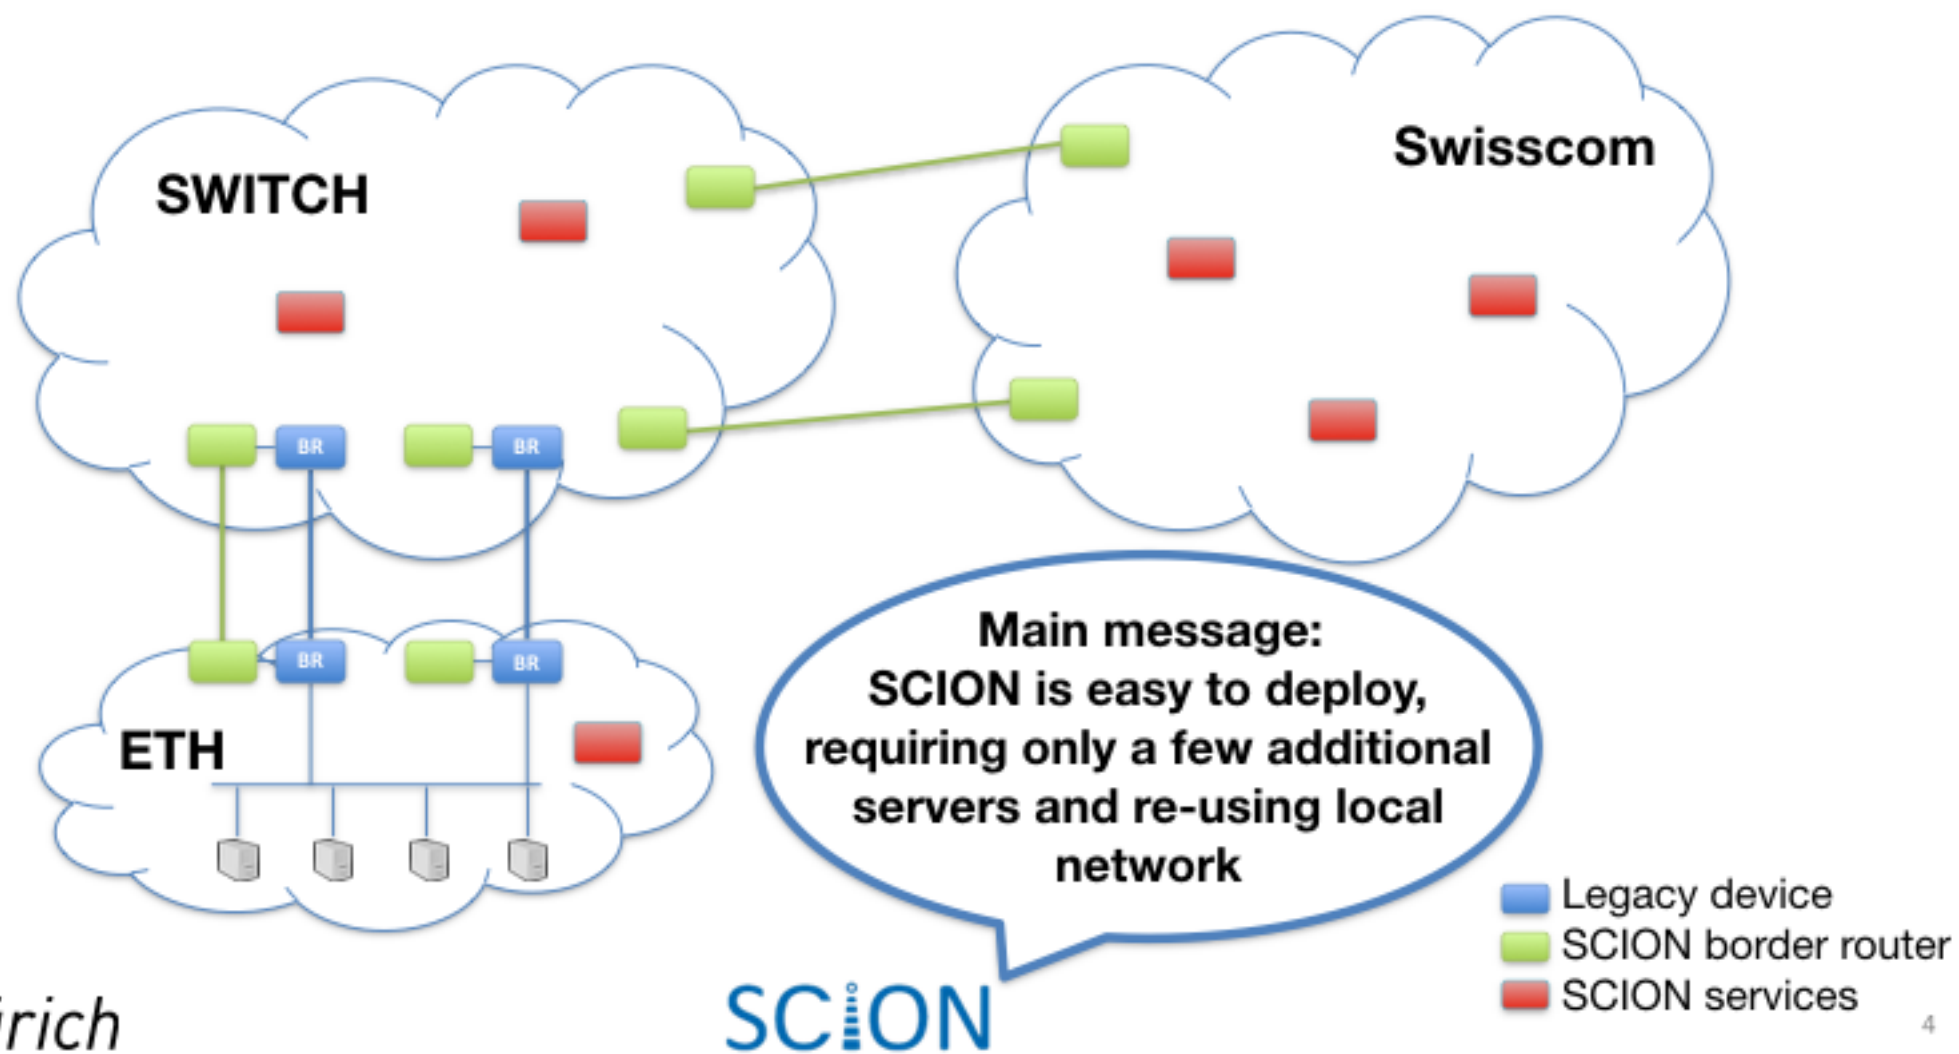 SWITCH
Swisscom
BR
BR
BR
BR
ETH
Main message:
SCION is easy to deploy,
requiring only a few additional
servers and re-using local
network
Legacy device
SCION border router
SCION services
SCION
4